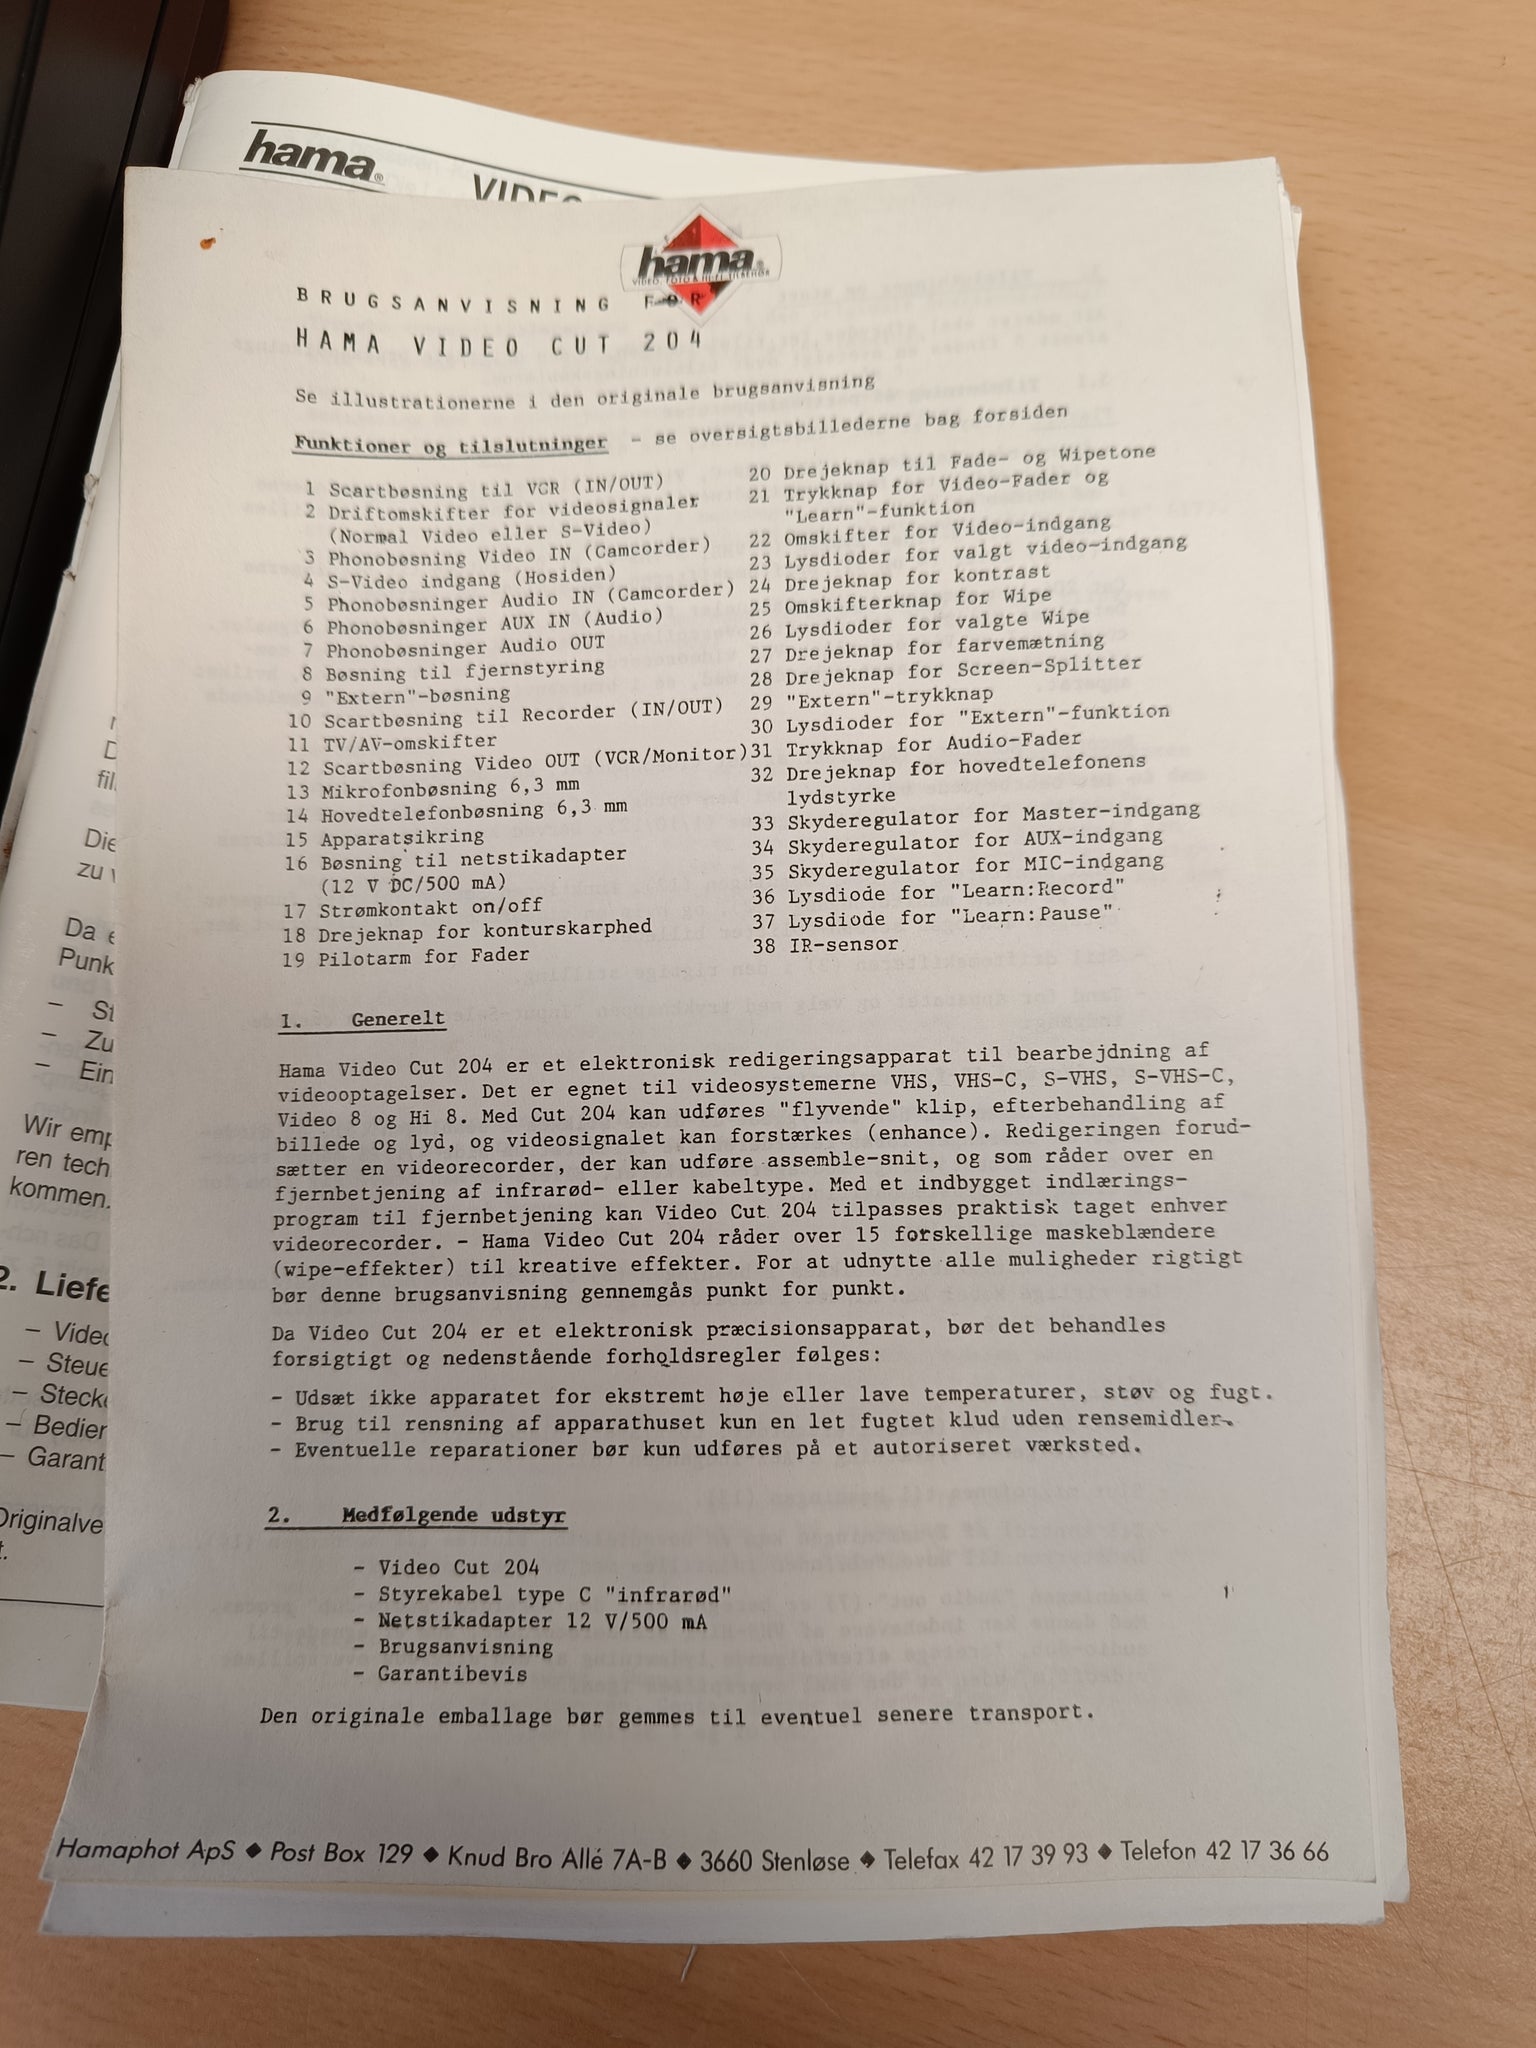 hama®
VIDEO
hama®
VIDEO, FOTO & HI-FI TILBEHØR
BRUGSANVISNING FOR
HAMA VIDEO CUT 204
Se illustrationerne i den originale brugsanvisning
Funktioner og tilslutninger - se oversigtsbillederne bag forsiden
1 Scartbøsning til VCR (IN/OUT)
2 Driftomskifter for videosignaler
(Normal Video eller S-Video)
3 Phonobøsning Video IN (Camcorder)
4 S-Video indgang (Hosiden)
5 Phonobøsninger Audio IN (Camcorder)
6 Phonobøsninger AUX IN (Audio)
7 Phonobøsninger Audio OUT
8 Bøsning til fjernstyring
9 "Extern"-bøsning
10 Scartbøsning til Recorder (IN/OUT)
11 TV/AV-omskifter
12 Scartbøsning Video OUT (VCR/Monitor)
13 Mikrofonbøsning 6,3 mm
14 Hovedtelefonbøsning 6,3 mm
15 Apparatsikring
16 Bøsning til netstikadapter
(12 V DC/500 mA)
17 Strømkontakt on/off
18 Drejeknap for konturskarphed
19 Pilotarm for Fader
20 Drejeknap til Fade- og Wipetone
21 Trykknap for Video-Fader og
"Learn"-funktion
22 Omskifter for Video-indgang
23 Lysdioder for valgt video-indgang
24 Drejeknap for kontrast
25 Omskifterknap for Wipe
26 Lysdioder for valgte Wipe
27 Drejeknap for farvemætning
28 Drejeknap for Screen-Splitter
29 "Extern"-trykknap
30 Lysdioder for "Extern"-funktion
31 Trykknap for Audio-Fader
32 Drejeknap for hovedtelefonens
lydstyrke
33 Skyderegulator for Master-indgang
34 Skyderegulator for AUX-indgang
35 Skyderegulator for MIC-indgang
36 Lysdiode for "Learn:Record"
37 Lysdiode for "Learn:Pause"
38 IR-sensor
1. Generelt
Hama Video Cut 204 er et elektronisk redigeringsapparat til bearbejdning af
videooptagelser. Det er egnet til videosystemerne VHS, VHS-C, S-VHS, S-VHS-C,
Video 8 og Hi 8. Med Cut 204 kan udføres "flyvende" klip, efterbehandling af
billede og lyd, og videosignalet kan forstærkes (enhance). Redigeringen forud-
sætter en videorecorder, der kan udføre assemble-snit, og som råder over en
fjernbetjening af infrarød- eller kabeltype. Med et indbygget indlærings-
program til fjernbetjening kan Video Cut 204 tilpasses praktisk taget enhver
videorecorder. - Hama Video Cut 204 råder over 15 forskellige maskeblændere
(wipe-effekter) til kreative effekter. For at udnytte alle muligheder rigtigt
bør denne brugsanvisning gennemgås punkt for punkt.
Da Video Cut 204 er et elektronisk præcisionsapparat, bør det behandles
forsigtigt og nedenstående forholdsregler følges:
- Udsæt ikke apparatet for ekstremt høje eller lave temperaturer, støv og fugt.
- Brug til rensning af apparathuset kun en let fugtet klud uden rensemidler.
- Eventuelle reparationer bør kun udføres på et autoriseret værksted.
2. Medfølgende udstyr
- Video Cut 204
- Styrekabel type C "infrarød"
- Netstikadapter 12 V/500 mA
- Brugsanvisning
- Garantibevis
Den originale emballage bør gemmes til eventuel senere transport.
Hamaphot ApS ◆ Post Box 129 ◆ Knud Bro Allé 7A-B ◆ 3660 Stenløse ◆ Telefax 42 17 39 93 ◆ Telefon 42 17 36 66
Die
zu
Da
Punk
- St
- Zu
- Ein
Wir emp
ren tech
kommen.
2. Liefe
- Video
- Steue
- Steck
- Bedien
- Garant
Originalve
t.